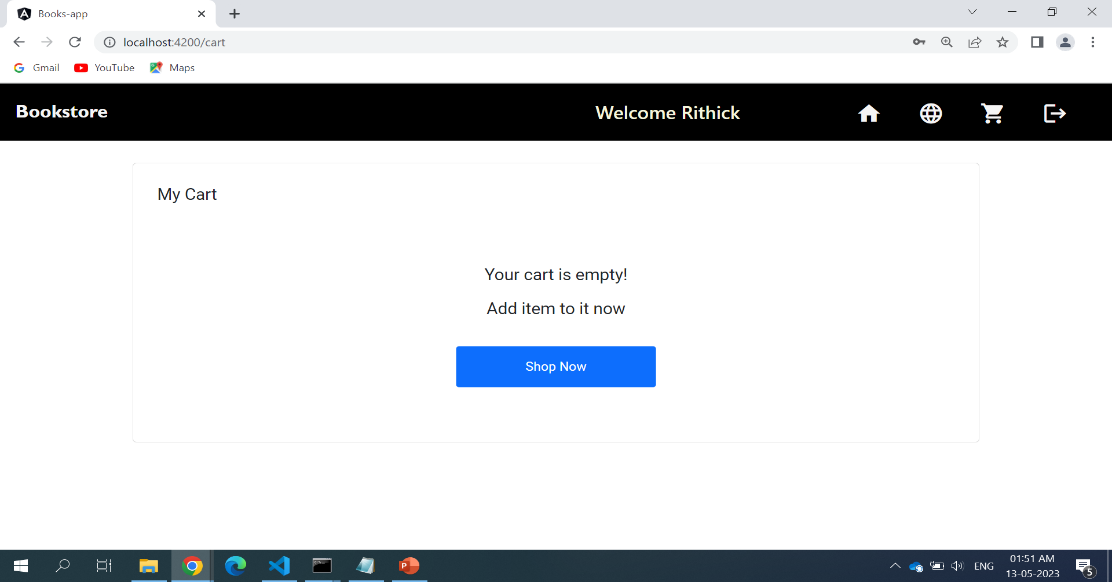 Books-app
localhost:4200/cart
Gmail YouTube Maps
Bookstore Welcome Rithick
My Cart
Your cart is empty!
Add item to it now
Shop Now
ENG 01:51 AM
13-05-2023 5